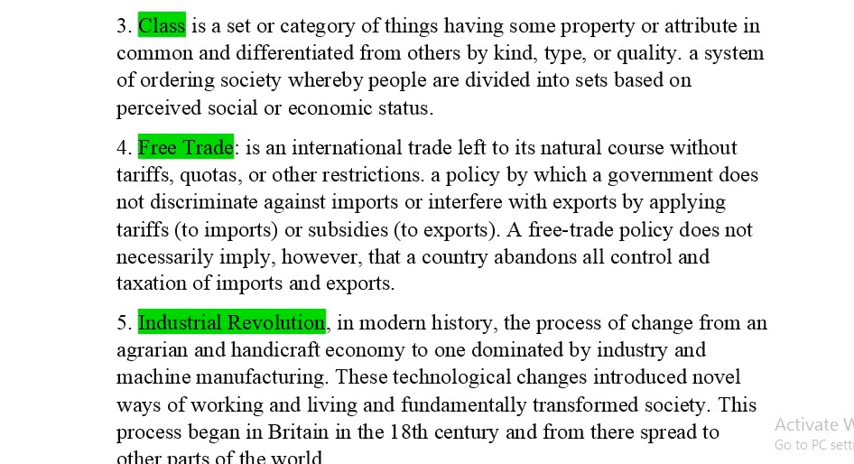 3. Class is a set or category of things having some property or attribute in
common and differentiated from others by kind, type, or quality. a system
of ordering society whereby people are divided into sets based on
perceived social or economic status.
4. Free Trade: is an international trade left to its natural course without
tariffs, quotas, or other restrictions. a policy by which a government does
not discriminate against imports or interfere with exports by applying
tariffs (to imports) or subsidies (to exports). A free-trade policy does not
necessarily imply, however, that a country abandons all control and
taxation of imports and exports.
5. Industrial Revolution, in modern history, the process of change from an
agrarian and handicraft economy to one dominated by industry and
machine manufacturing. These technological changes introduced novel
ways of working and living and fundamentally transformed society. This
process began in Britain in the 18th century and from there spread to
other parts of the world
Activate W
Go to PC setti